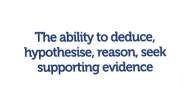 The ability to deduce,
hypothesise, reason, seek
supporting evidence